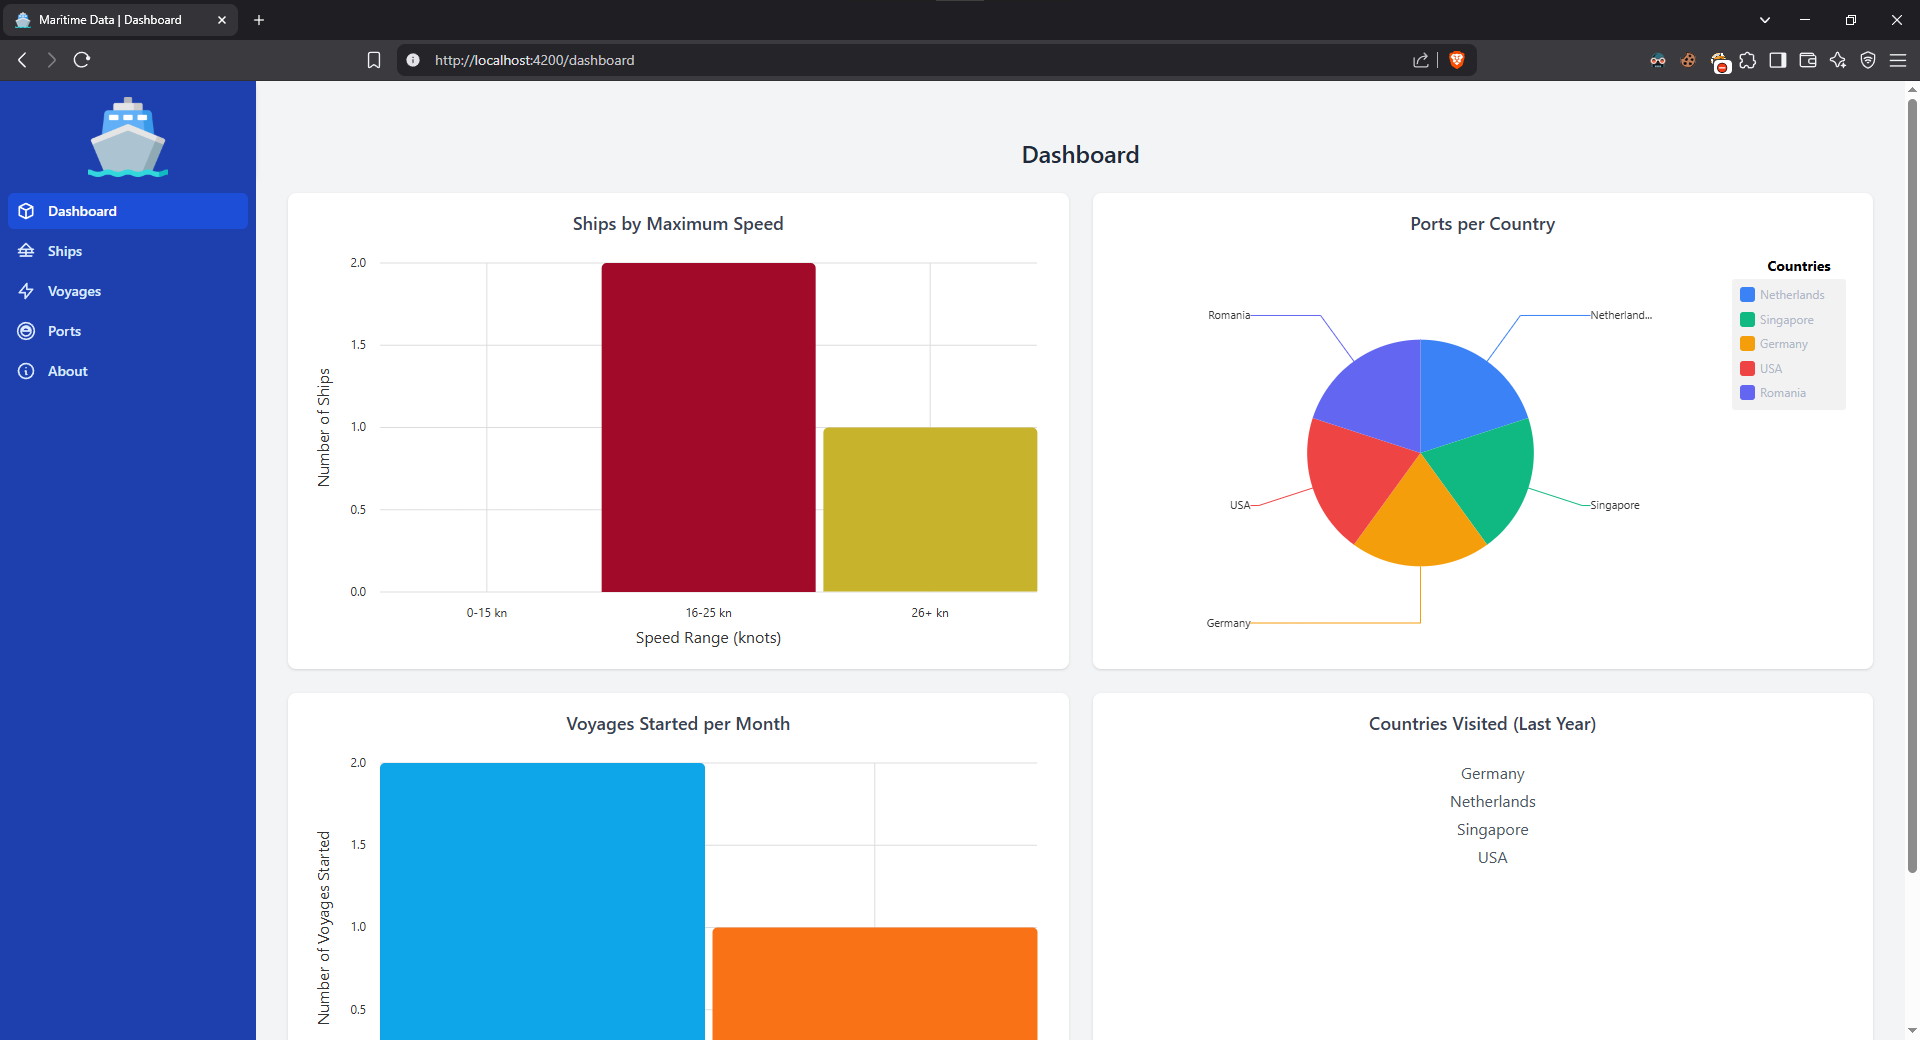 Maritime Data | Dashboard
http://localhost:4200/dashboard
Dashboard
Ships
Voyages
Ports
About
Dashboard
Ships by Maximum Speed
2.0
1.5
1.0
0.5
0.0
Number of Ships
0-15 kn
16-25 kn
26+ kn
Speed Range (knots)
Ports per Country
Countries
Netherlands
Singapore
Germany
USA
Romania
Romania
Netherland...
USA
Singapore
Germany
Voyages Started per Month
2.0
1.5
1.0
0.5
Number of Voyages Started
Countries Visited (Last Year)
Germany
Netherlands
Singapore
USA